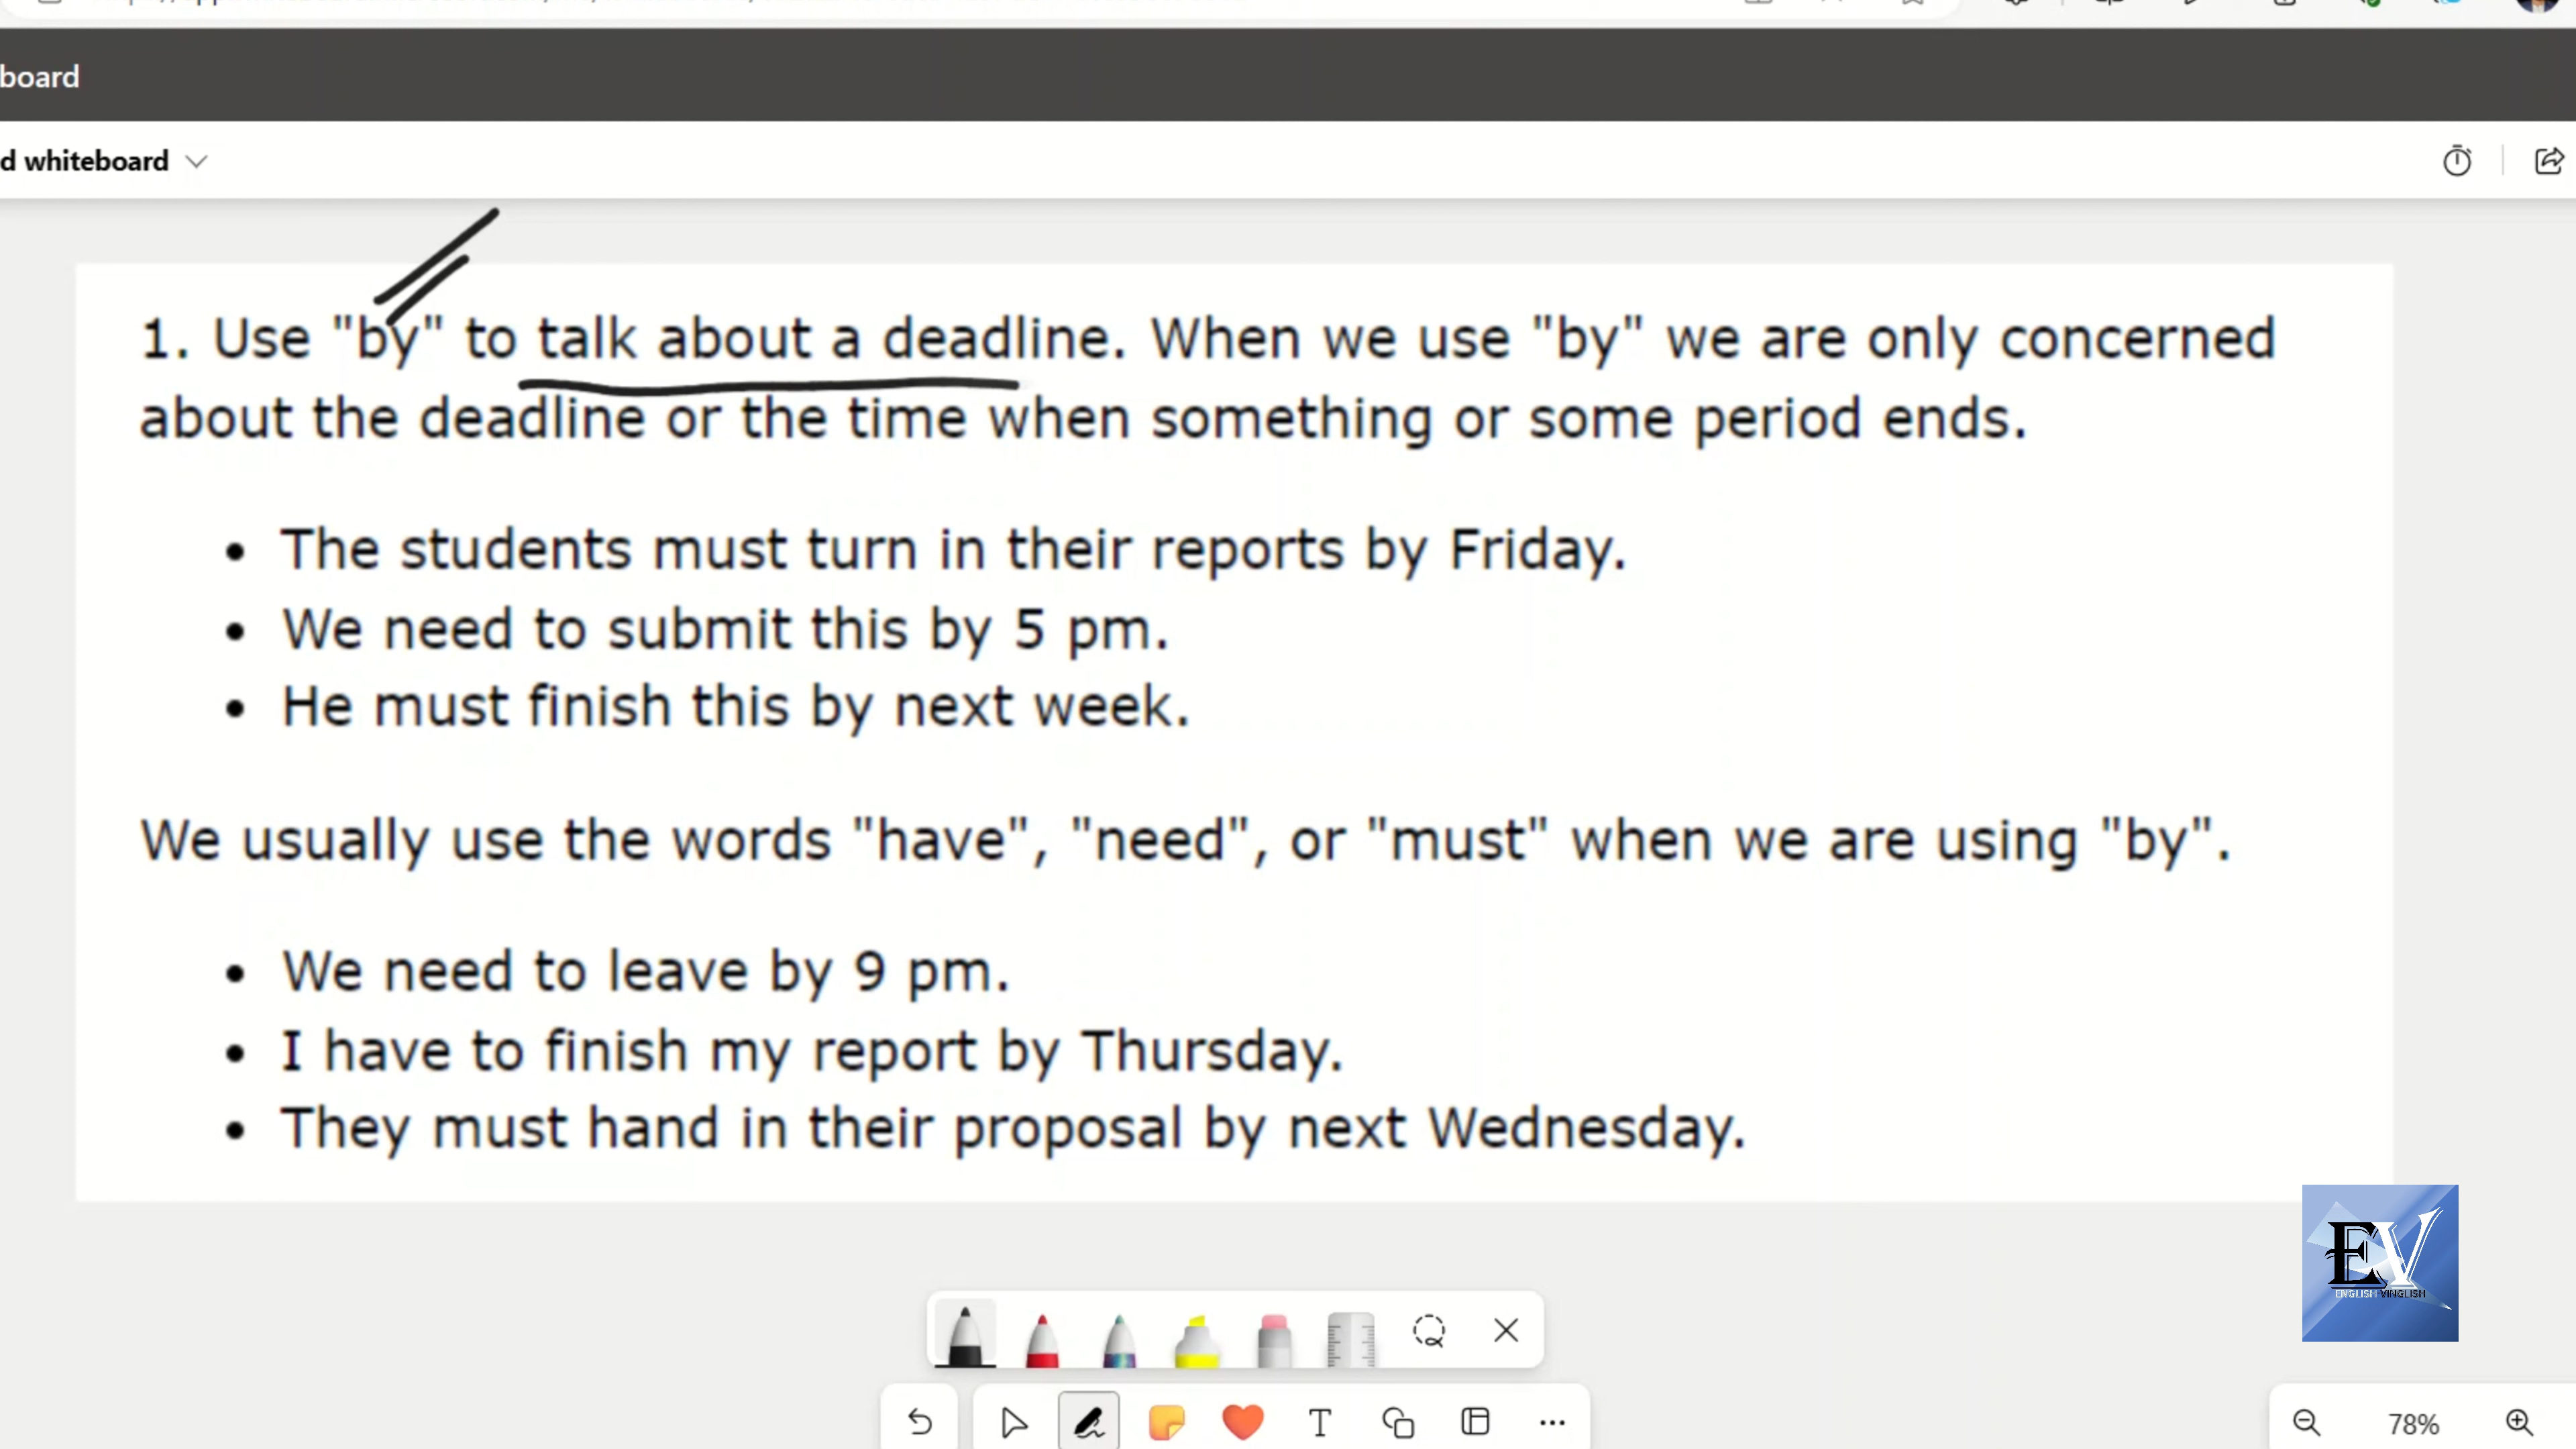 board
d whiteboard
1. Use "by" to talk about a deadline. When we use "by" we are only concerned
about the deadline or the time when something or some period ends.
• The students must turn in their reports by Friday.
• We need to submit this by 5 pm.
• He must finish this by next week.
We usually use the words "have", "need", or "must" when we are using "by".
• We need to leave by 9 pm.
• I have to finish my report by Thursday.
• They must hand in their proposal by next Wednesday.
EV
ENGLISH VINGLISH
78%